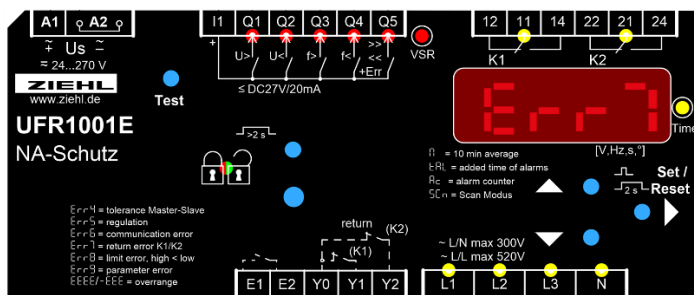 A1 A2
Us
≈ 24...270 V
ZIEHL
www.ziehl.de
UFR1001E
NA-Schutz
Test
I1 Q1 Q2 Q3 Q4 Q5
+ U> U< f> f< >> << +Err
≤ DC27V/20mA
VSR
12 11 14 22 21 24
K1 K2
Err7
Time
[V,Hz,s,°]
n = 10 min average
EAL = added time of alarms
Ac = alarm counter
SCn = Scan Modus
Set /
Reset
2 s
>2 s
Err4 = tolerance Master-Slave
Err5 = regulation
Err6 = communication error
Err7 = return error K1/K2
Err8 = limit error, high < low
Err9 = parameter error
EEEE/-EEE = overrange
return
(K2)
(K1)
E1 E2 Y0 Y1 Y2
~ L/N max 300V
~ L/L max 520V
L1 L2 L3 N